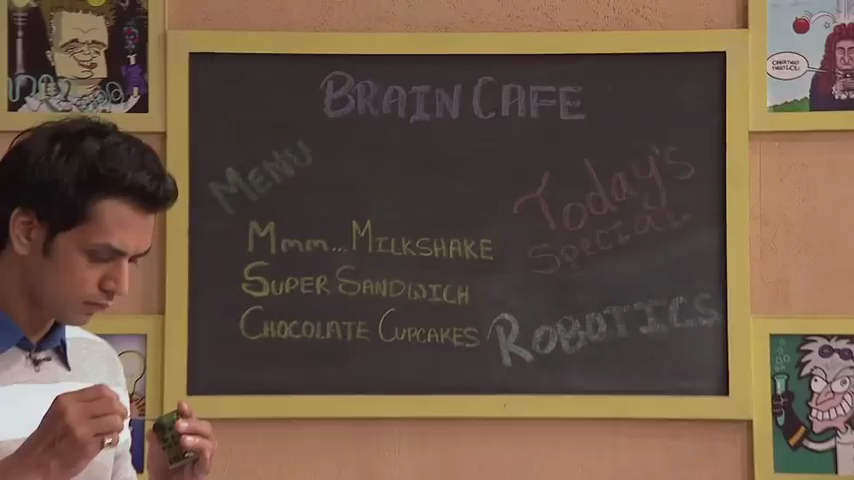 BRAIN CAFE
MENU
Today's
Special
Mmm...MILKSHAKE
SUPER SANDWICH
CHOCOLATE CUPCAKES
ROBOTICS